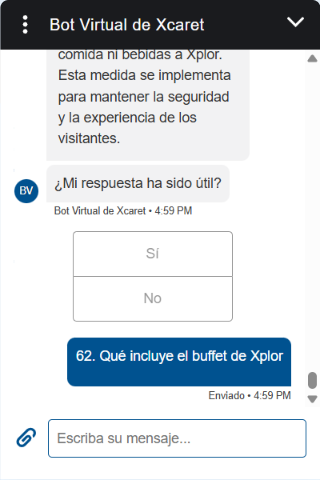 Bot Virtual de Xcaret
comida ni bebidas a Xplor.
Esta medida se implementa
para mantener la seguridad
y la experiencia de los
visitantes.
BV
¿Mi respuesta ha sido útil?
Bot Virtual de Xcaret • 4:59 PM
Sí
No
62. Qué incluye el buffet de Xplor
Enviado • 4:59 PM
Escriba su mensaje...